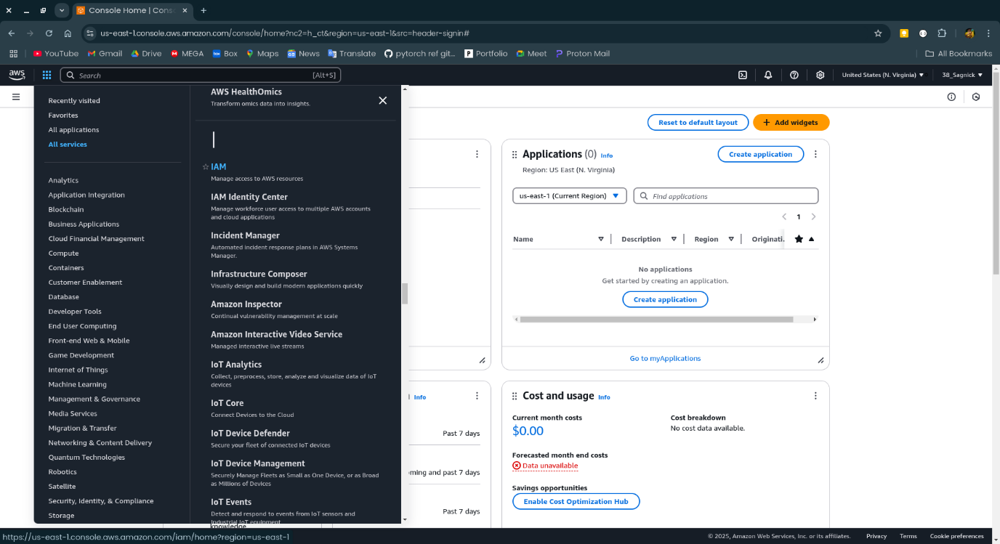 Console Home | Cons
us-east-1.console.aws.amazon.com/console/home?nc2=h_ct&region=us-east-1&src=header-signin#
YouTube
Gmail
Drive
MEGA
Box
Maps
News
Translate
pytorch ref git...
Portfolio
Meet
Proton Mail
All Bookmarks
aws
Search
[Alt+S]
United States (N. Virginia)
38_Sagnick
Recently visited
Favorites
All applications
All services
Analytics
Application Integration
Blockchain
Business Applications
Cloud Financial Management
Compute
Containers
Customer Enablement
Database
Developer Tools
End User Computing
Front-end Web & Mobile
Game Development
Internet of Things
Machine Learning
Management & Governance
Media Services
Migration & Transfer
Networking & Content Delivery
Quantum Technologies
Robotics
Satellite
Security, Identity, & Compliance
Storage
AWS HealthOmics
Transform omics data into insights.
I
IAM
Manage access to AWS resources
IAM Identity Center
Manage workforce user access to multiple AWS accounts
and cloud applications
Incident Manager
Automated incident response plans in AWS Systems
Manager.
Infrastructure Composer
Visually design and build modern applications quickly
Amazon Inspector
Continual vulnerability management at scale
Amazon Interactive Video Service
Managed interactive live streams
IoT Analytics
Collect, preprocess, store, analyze and visualize data of IoT
devices
IoT Core
Connect Devices to the Cloud
IoT Device Defender
Secure your fleet of connected IoT devices
IoT Device Management
Securely Manage Fleets as Small as One Device, or as Broad
as Millions of Devices
IoT Events
Detect and respond to events from IoT sensors and
Industrial IoT equipment
knowledge
Reset to default layout
Add widgets
Applications (0) Info
Region: US East (N. Virginia)
Create application
us-east-1 (Current Region)
Find applications
1
Name
Description
Region
Originati.
No applications
Get started by creating an application.
Create application
Go to myApplications
Info
Past 7 days
ming and past 7 days
Past 7 days
Cost and usage Info
Current month costs
$0.00
Cost breakdown
No cost data available.
Forecasted month end costs
Data unavailable
Savings opportunities
Enable Cost Optimization Hub
https://us-east-1.console.aws.amazon.com/iam/home?region=us-east-1
© 2025, Amazon Web Services, Inc. or its affiliates.
Privacy
Terms
Cookie preferences